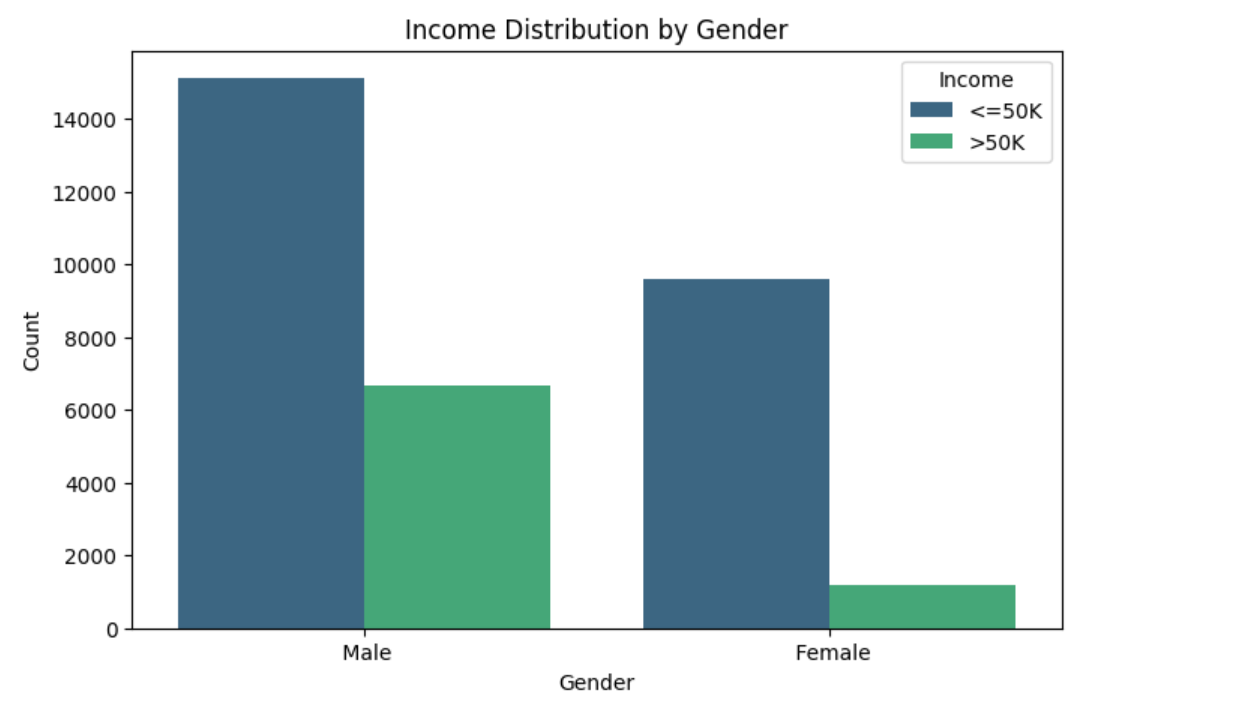 Income Distribution by Gender
Income
<=50K
>50K
14000
12000
10000
8000
6000
4000
2000
0
Count
Male
Female
Gender